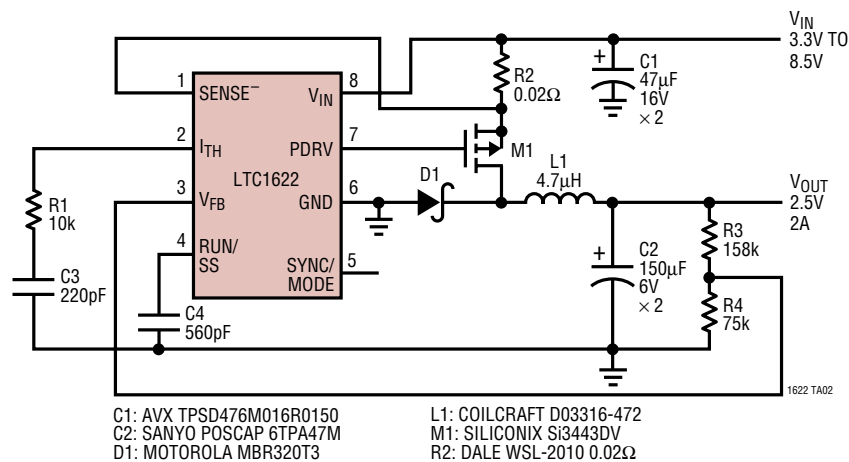 VIN
3.3V TO
8.5V
R2
0.02Ω
+
C1
47µF
16V
× 2
1
SENSE–
VIN
8
2
ITH
PDRV
7
M1
LTC1622
3
VFB
GND
6
D1
L1
4.7µH
VOUT
2.5V
2A
R1
10k
4
RUN/
SS
SYNC/
MODE
5
+
C2
150µF
6V
× 2
R3
158k
C3
220pF
C4
560pF
R4
75k
1622 TA02
C1: AVX TPSD476M016R0150
C2: SANYO POSCAP 6TPA47M
D1: MOTOROLA MBR320T3
L1: COILCRAFT D03316-472
M1: SILICONIX Si3443DV
R2: DALE WSL-2010 0.02Ω